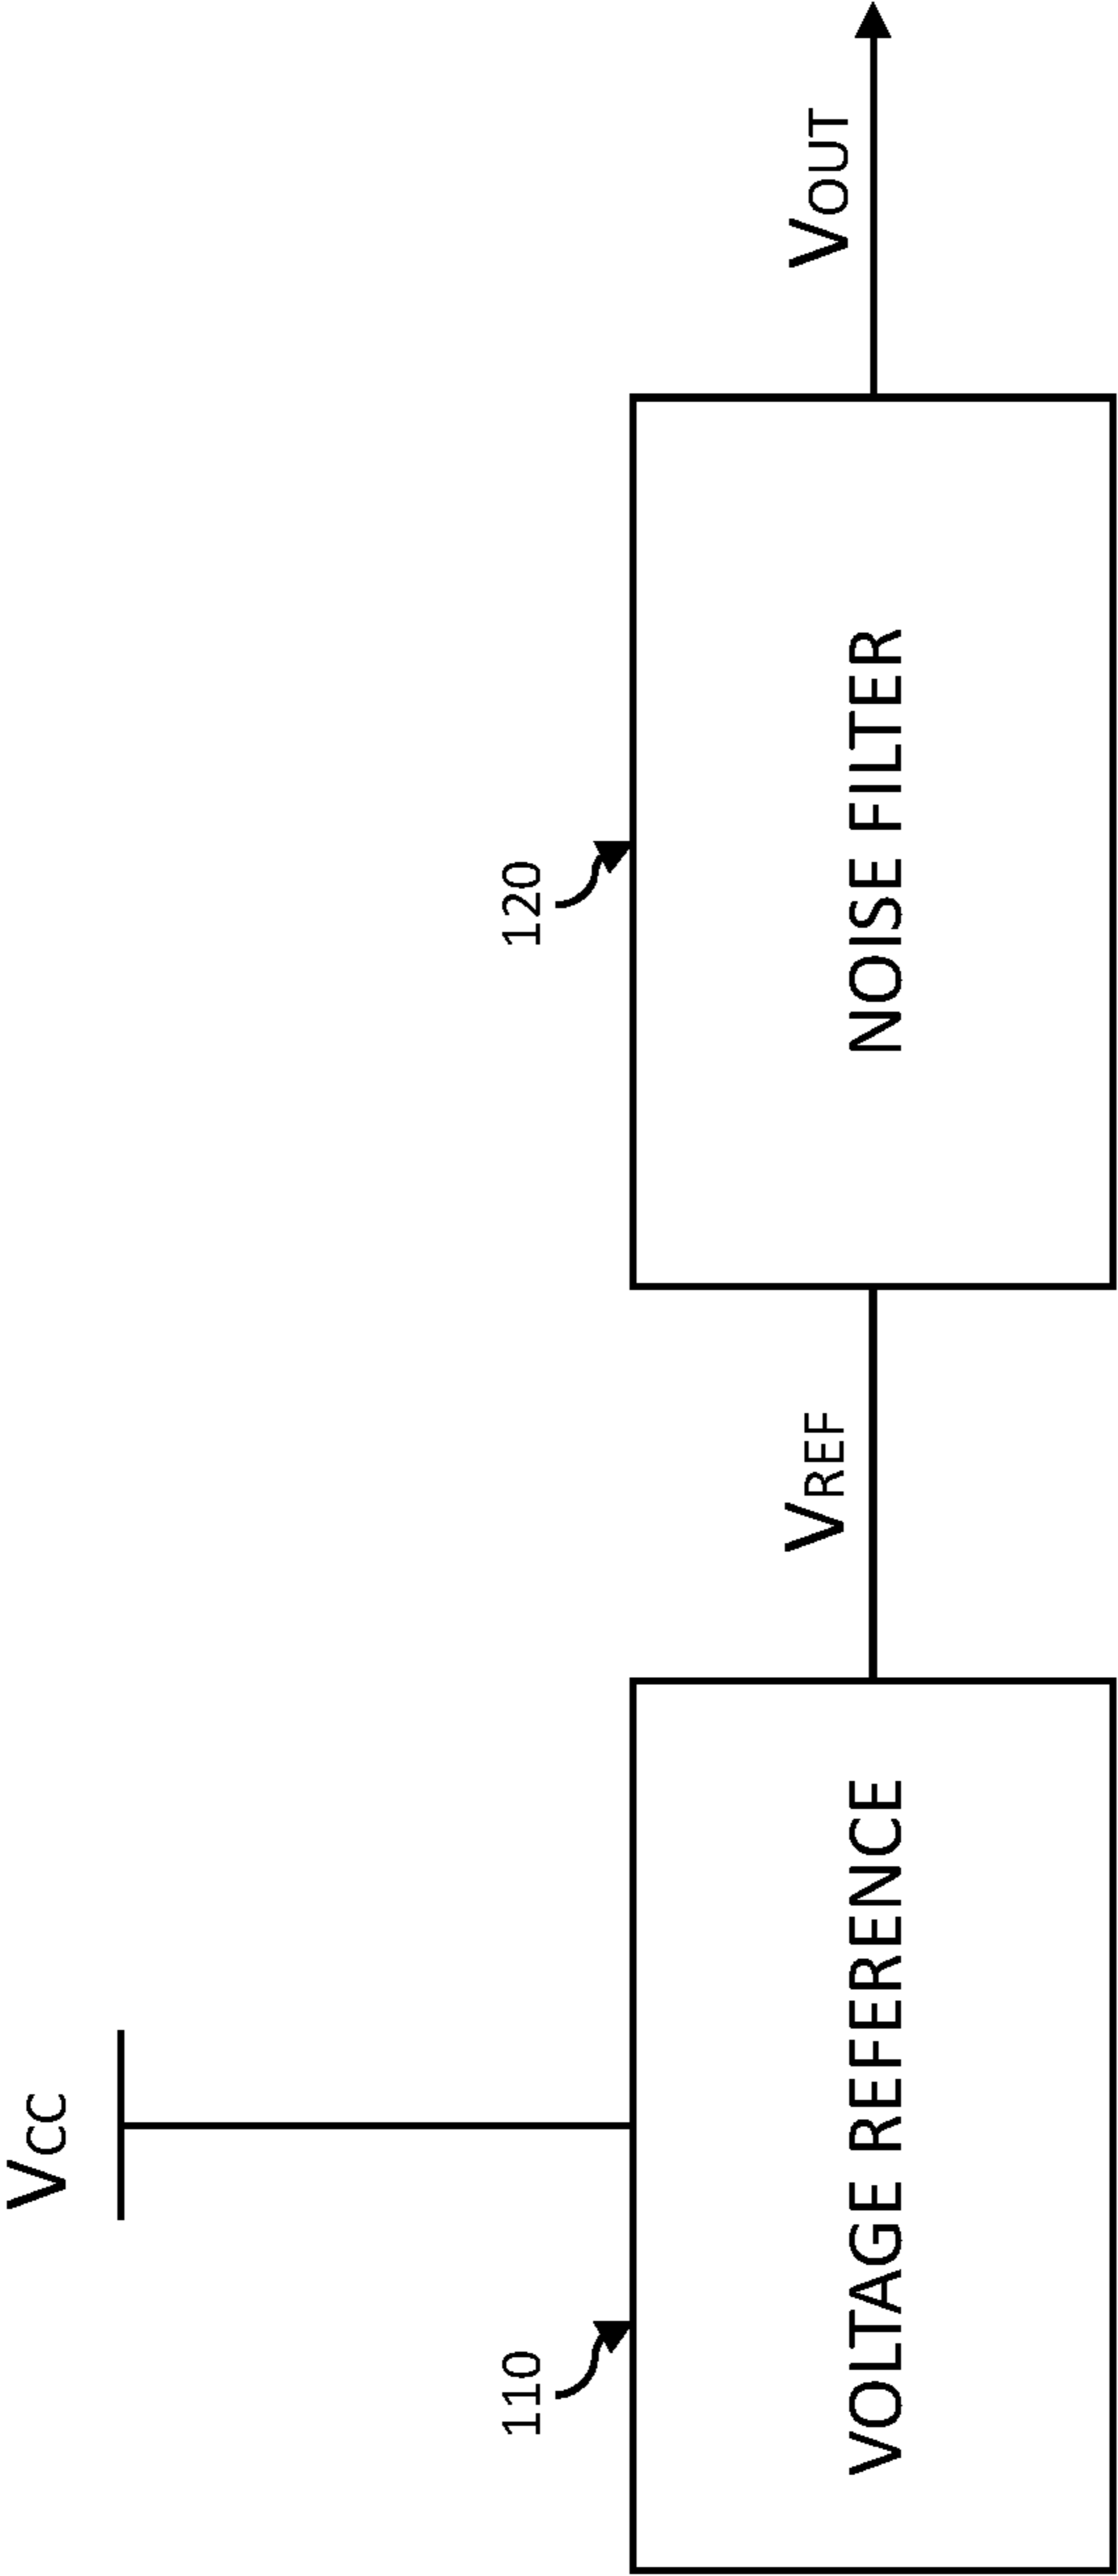 VCC
110
120
VREF
VOUT
VOLTAGE REFERENCE
NOISE FILTER